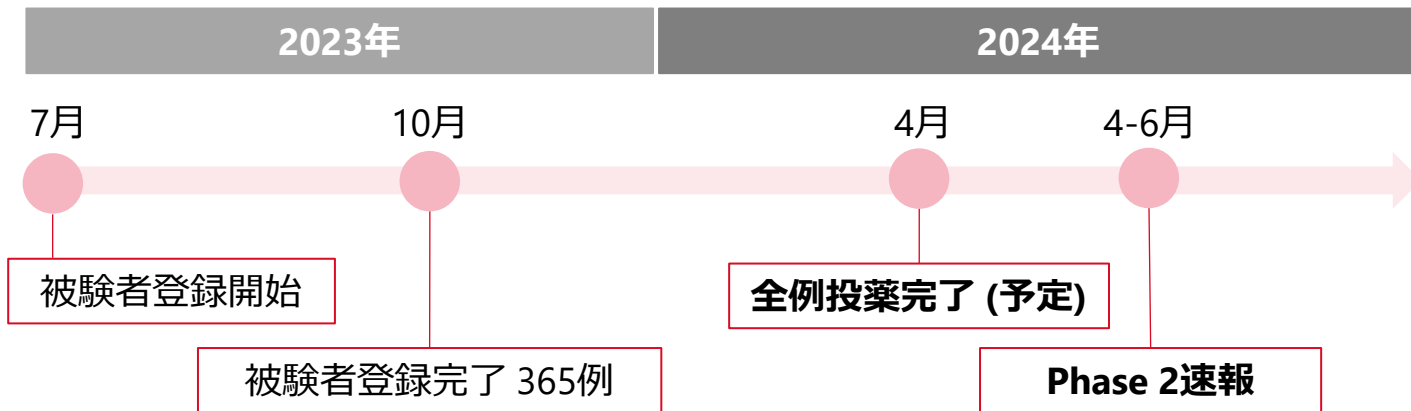 2023年
2024年
7月
10月
4月
4-6月
被験者登録開始
全例投薬完了 (予定)
被験者登録完了 365例
Phase 2速報